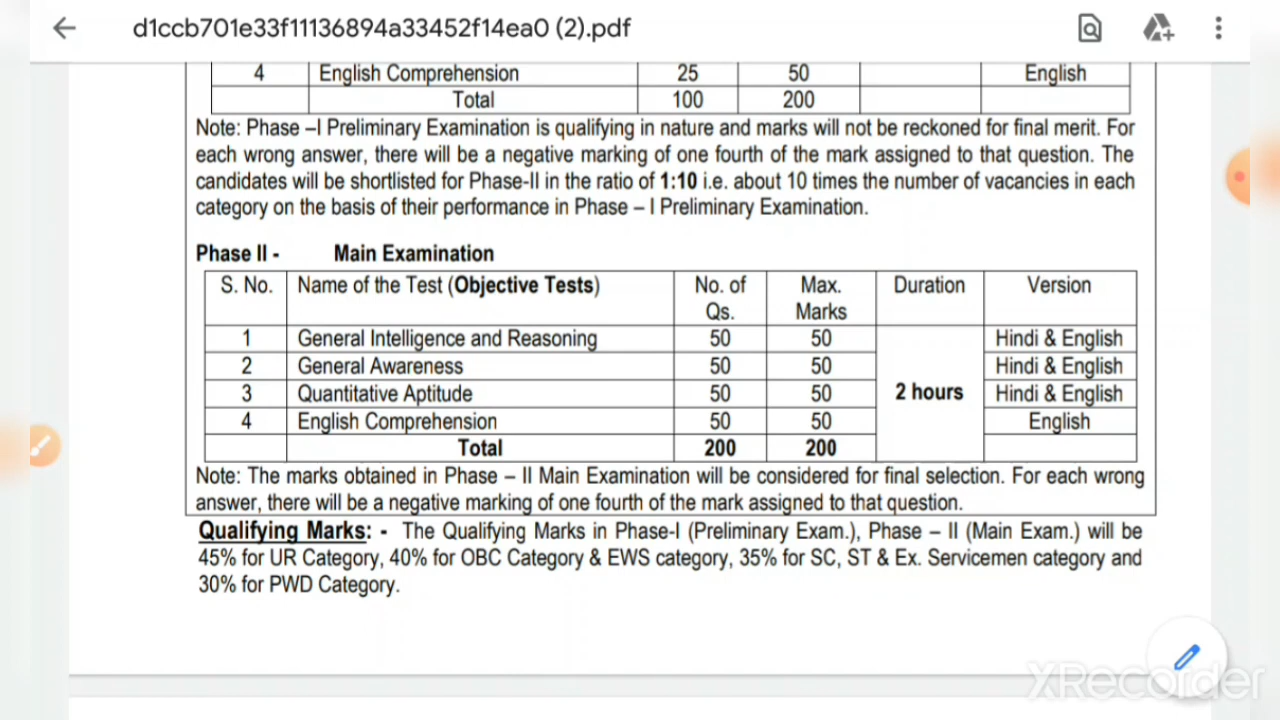 d1ccb701e33f11136894a33452f14ea0 (2).pdf
4 English Comprehension 25 50 English
Total 100 200
Note: Phase –I Preliminary Examination is qualifying in nature and marks will not be reckoned for final merit. For
each wrong answer, there will be a negative marking of one fourth of the mark assigned to that question. The
candidates will be shortlisted for Phase-II in the ratio of 1:10 i.e. about 10 times the number of vacancies in each
category on the basis of their performance in Phase – I Preliminary Examination.
Phase II - Main Examination
S. No. Name of the Test (Objective Tests) No. of Qs. Max. Marks Duration Version
1 General Intelligence and Reasoning 50 50 2 hours Hindi & English
2 General Awareness 50 50 Hindi & English
3 Quantitative Aptitude 50 50 Hindi & English
4 English Comprehension 50 50 English
Total 200 200
Note: The marks obtained in Phase – II Main Examination will be considered for final selection. For each wrong
answer, there will be a negative marking of one fourth of the mark assigned to that question.
Qualifying Marks: - The Qualifying Marks in Phase-I (Preliminary Exam.), Phase – II (Main Exam.) will be
45% for UR Category, 40% for OBC Category & EWS category, 35% for SC, ST & Ex. Servicemen category and
30% for PWD Category.
XRecorder